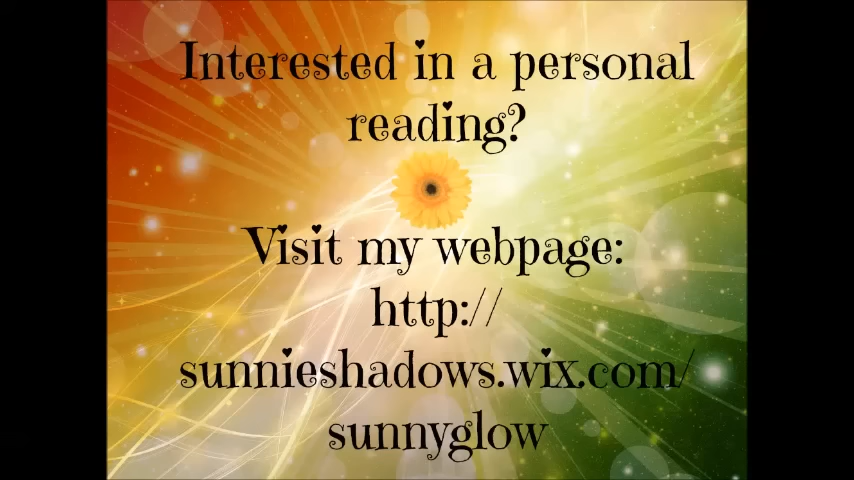 Interested in a personal
reading?
Visit my webpage:
http://
sunnieshadows.wix.com/
sunnyglow